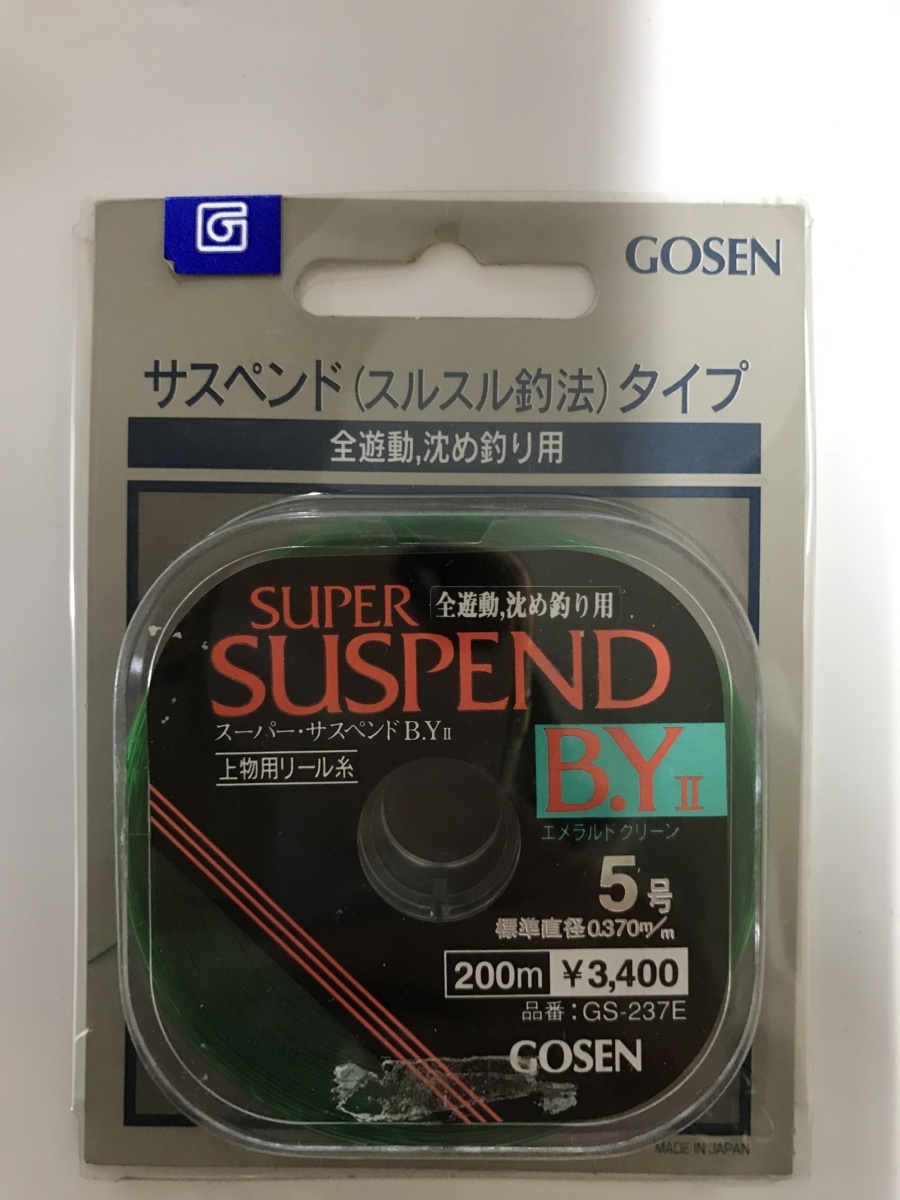 G
GOSEN
サスペンド(スルスル釣法)タイプ
全遊動,沈め釣り用
SUPER
全遊動,沈め釣り用
SUSPEND
スーパー・サスペンドB.YⅡ
B.YⅡ
上物用リール糸
エメラルドグリーン
5号
標準直径0.370m/m
200m ¥3,400
品番:GS-237E
GOSEN
MADE IN JAPAN